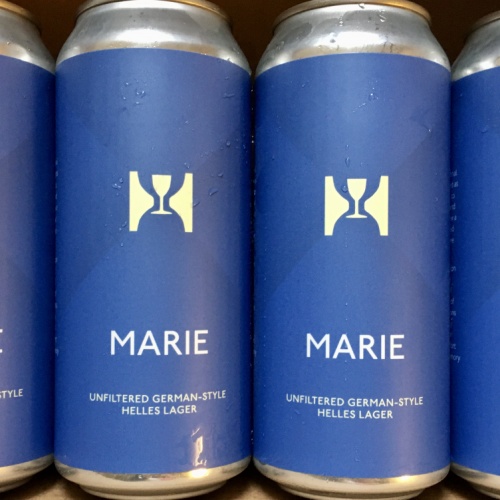 MARIE
UNFILTERED GERMAN-STYLE
HELLES LAGER
MARIE
UNFILTERED GERMAN-STYLE
HELLES LAGER